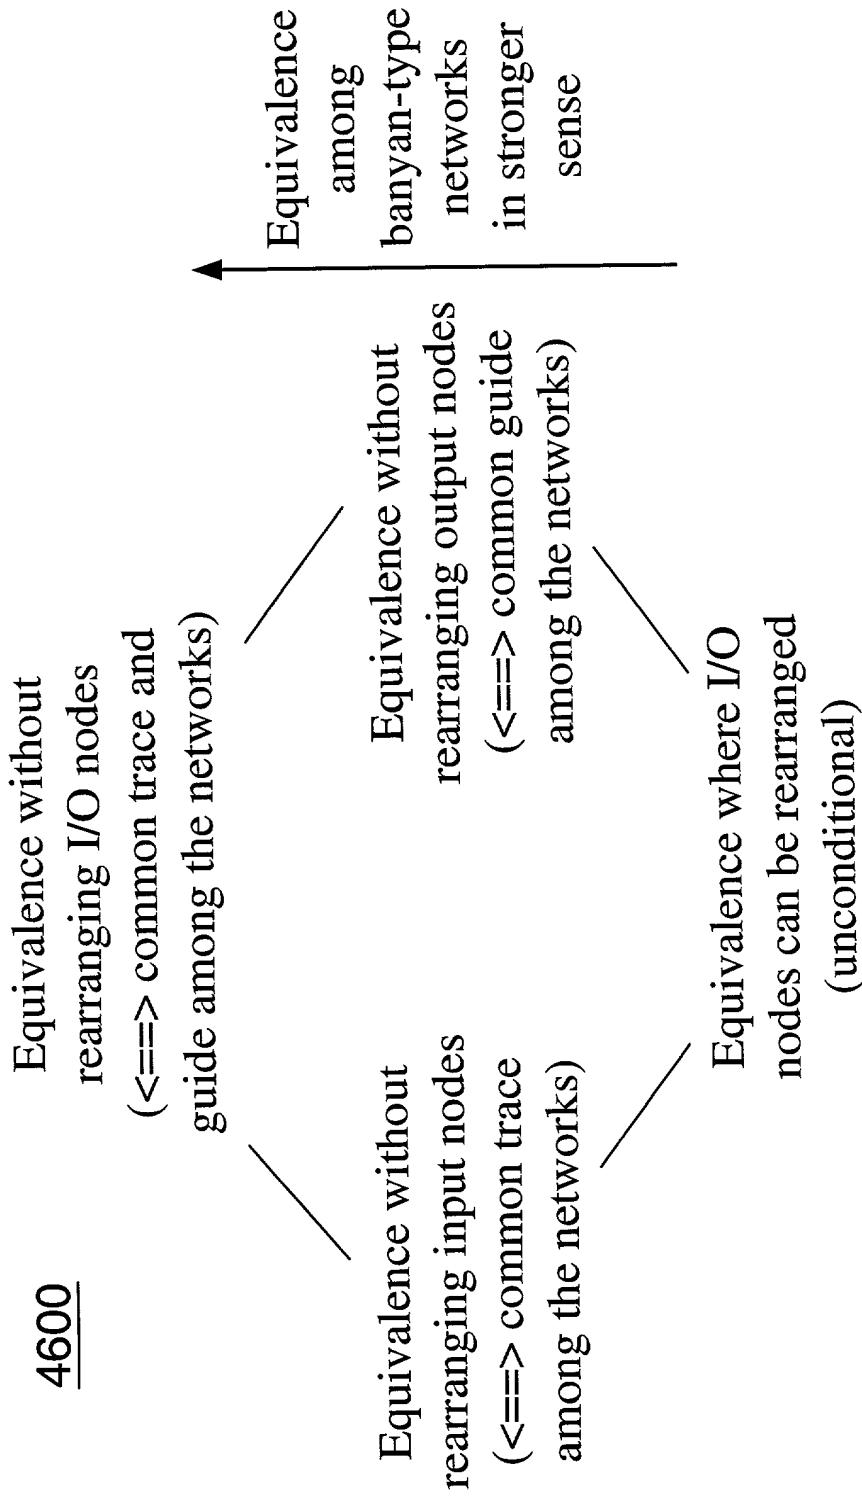 4600
Equivalence without
rearranging I/O nodes
(<==> common trace and
guide among the networks)
Equivalence without
rearranging input nodes
(<==> common trace
among the networks)
Equivalence without
rearranging output nodes
(<==> common guide
among the networks)
Equivalence where I/O
nodes can be rearranged
(unconditional)
Equivalence
among
banyan-type
networks
in stronger
sense